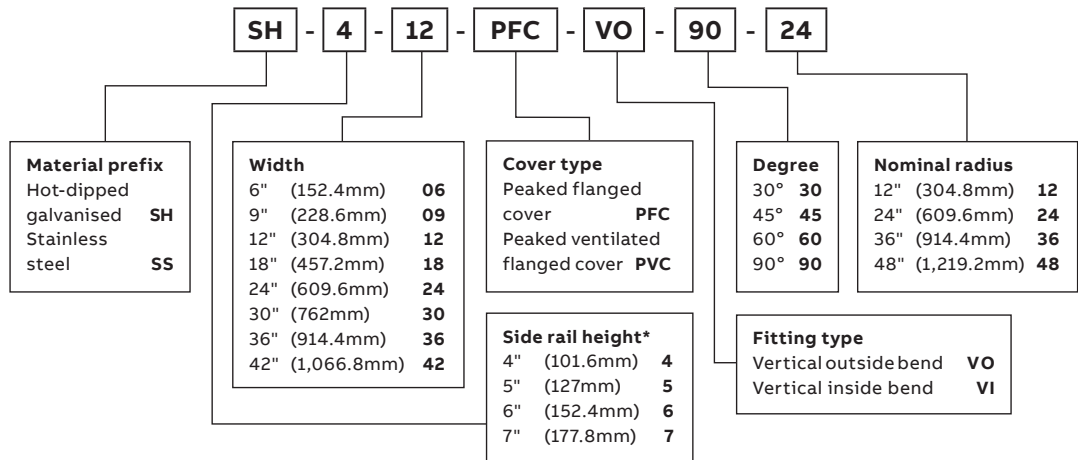 SH - 4 - 12 - PFC - VO - 90 - 24
Material prefix
Hot-dipped
galvanised SH
Stainless
steel SS
Width
6" (152.4mm) 06
9" (228.6mm) 09
12" (304.8mm) 12
18" (457.2mm) 18
24" (609.6mm) 24
30" (762mm) 30
36" (914.4mm) 36
42" (1,066.8mm) 42
Cover type
Peaked flanged
cover PFC
Peaked ventilated
flanged cover PVC
Degree
30° 30
45° 45
60° 60
90° 90
Nominal radius
12" (304.8mm) 12
24" (609.6mm) 24
36" (914.4mm) 36
48" (1,219.2mm) 48
Side rail height*
4" (101.6mm) 4
5" (127mm) 5
6" (152.4mm) 6
7" (177.8mm) 7
Fitting type
Vertical outside bend VO
Vertical inside bend VI